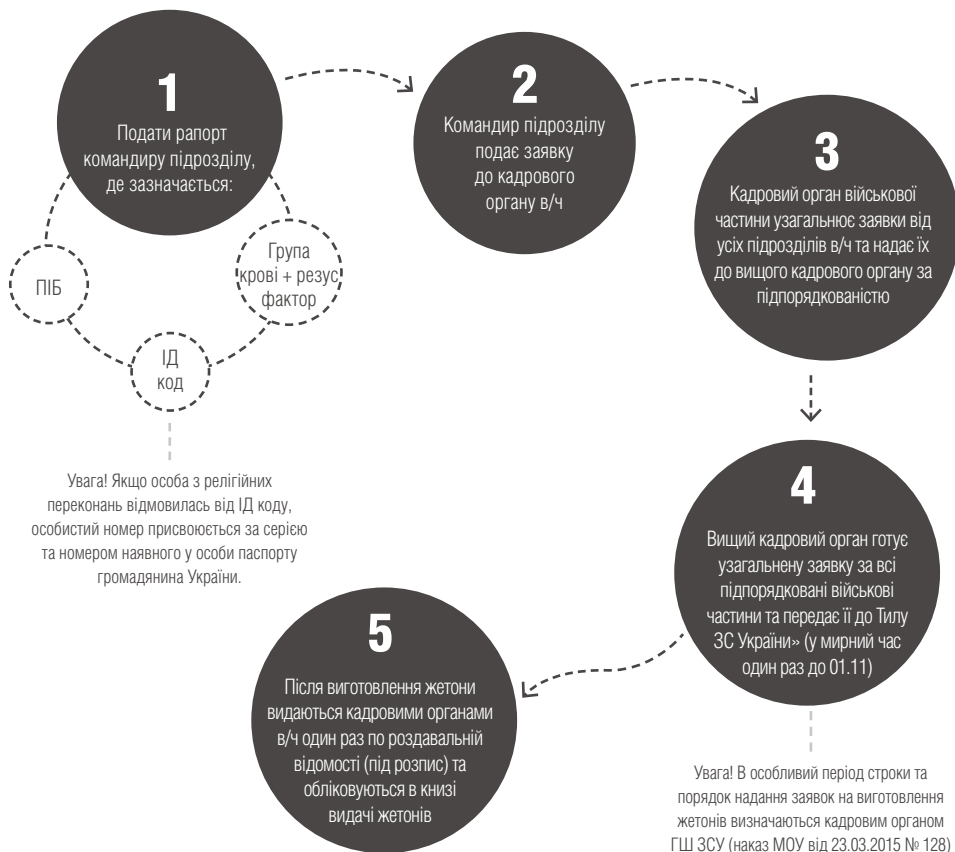 1
Подати рапорт
командиру підрозділу,
де зазначається:
ПІБ
ІД
код
Група
крові + резус
фактор
Увага! Якщо особа з релігійних
переконань відмовилась від ІД коду,
особистий номер присвоюється за серією
та номером наявного у особи паспорту
громадянина України.
2
Командир підрозділу
подає заявку
до кадрового
органу в/ч
3
Кадровий орган військової
частини узагальнює заявки від
усіх підрозділів в/ч та надає їх
до вищого кадрового органу за
підпорядкованістю
4
Вищий кадровий орган готує
узагальнену заявку за всі
підпорядковані військові
частини та передає її до Тилу
ЗС України» (у мирний час
один раз до 01.11)
Увага! В особливий період строки та
порядок надання заявок на виготовлення
жетонів визначаються кадровим органом
ГШ ЗСУ (наказ МОУ від 23.03.2015 № 128)
5
Після виготовлення жетони
видаються кадровими органами
в/ч один раз по роздавальній
відомості (під розпис) та
обліковуються в книзі
видачі жетонів